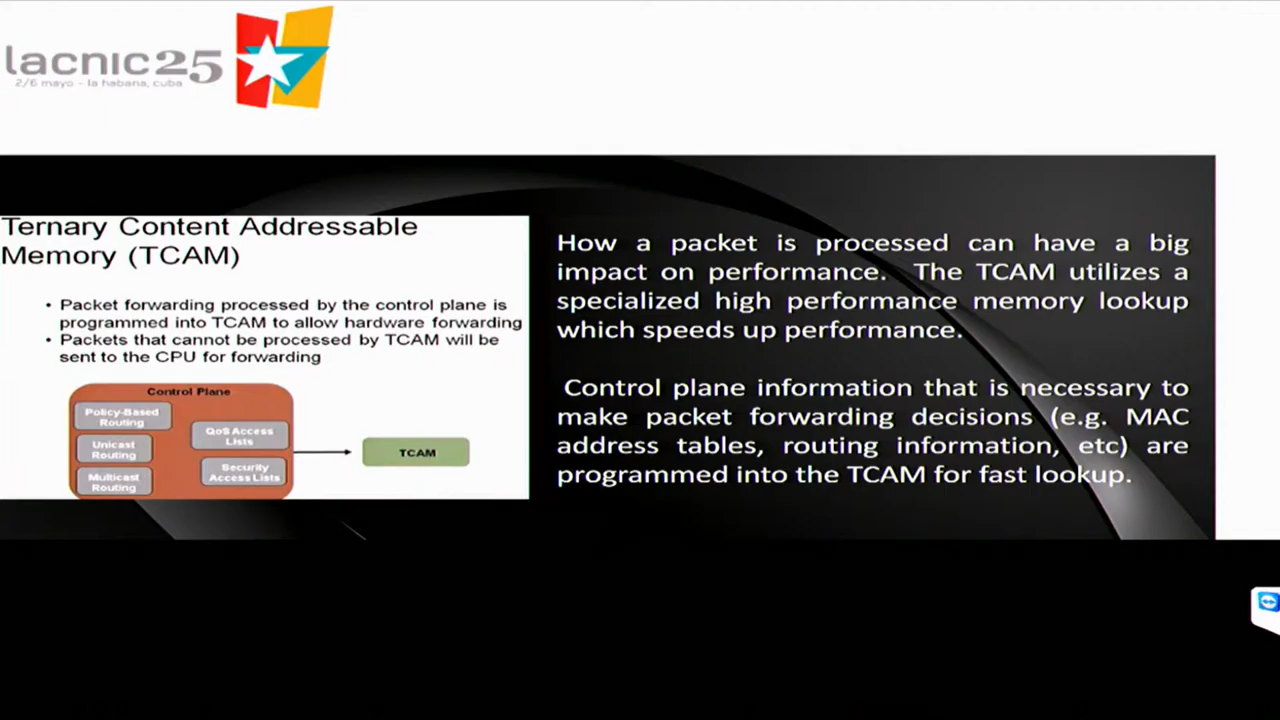 lacnic25
2/6 mayo - la habana, cuba
Ternary Content Addressable
Memory (TCAM)
• Packet forwarding processed by the control plane is
programmed into TCAM to allow hardware forwarding
• Packets that cannot be processed by TCAM will be
sent to the CPU for forwarding
Control Plane
Policy-Based
Routing
Unicast
Routing
Multicast
Routing
QoS Access
Lists
Security
Access Lists
TCAM
How a packet is processed can have a big
impact on performance. The TCAM utilizes a
specialized high performance memory lookup
which speeds up performance.
Control plane information that is necessary to
make packet forwarding decisions (e.g. MAC
address tables, routing information, etc) are
programmed into the TCAM for fast lookup.